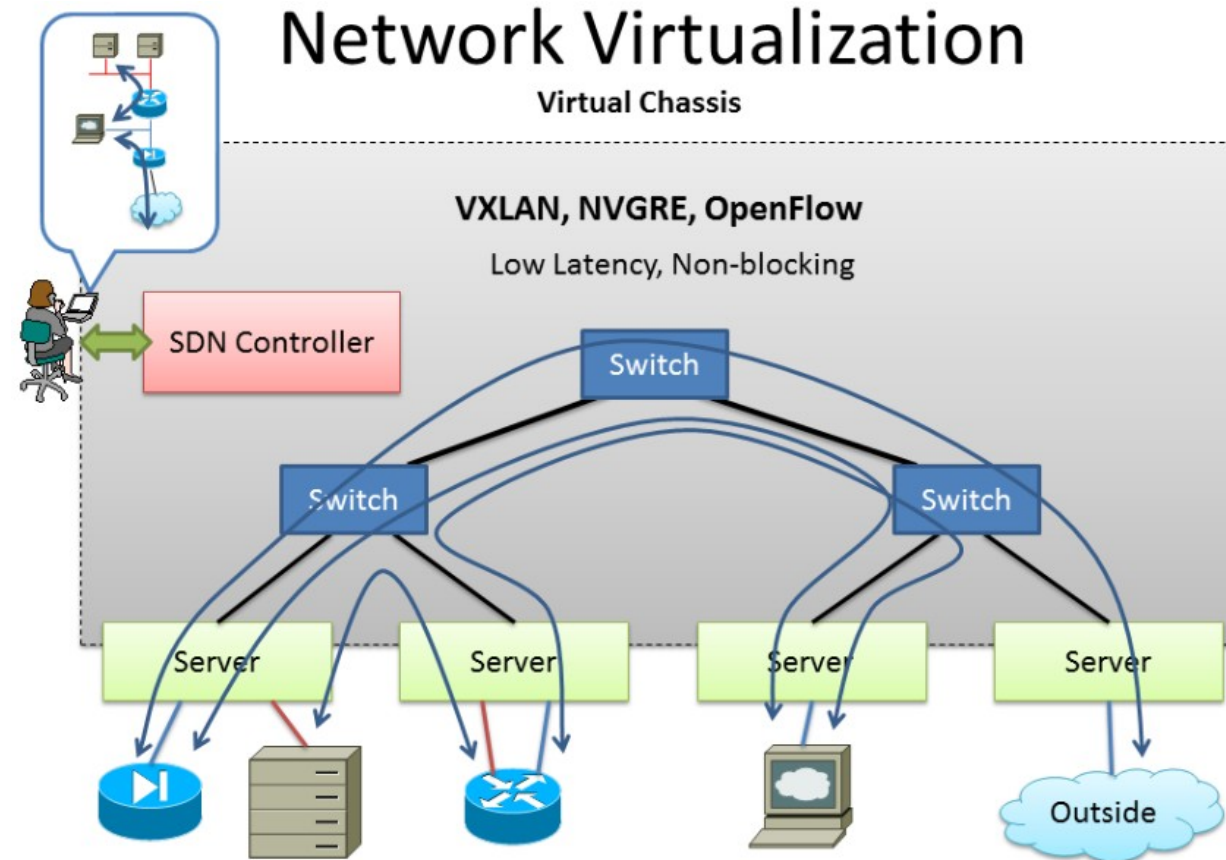 Network Virtualization
Virtual Chassis
VXLAN, NVGRE, OpenFlow
Low Latency, Non-blocking
SDN Controller
Switch
Switch
Switch
Server
Server
Server
Server
Outside